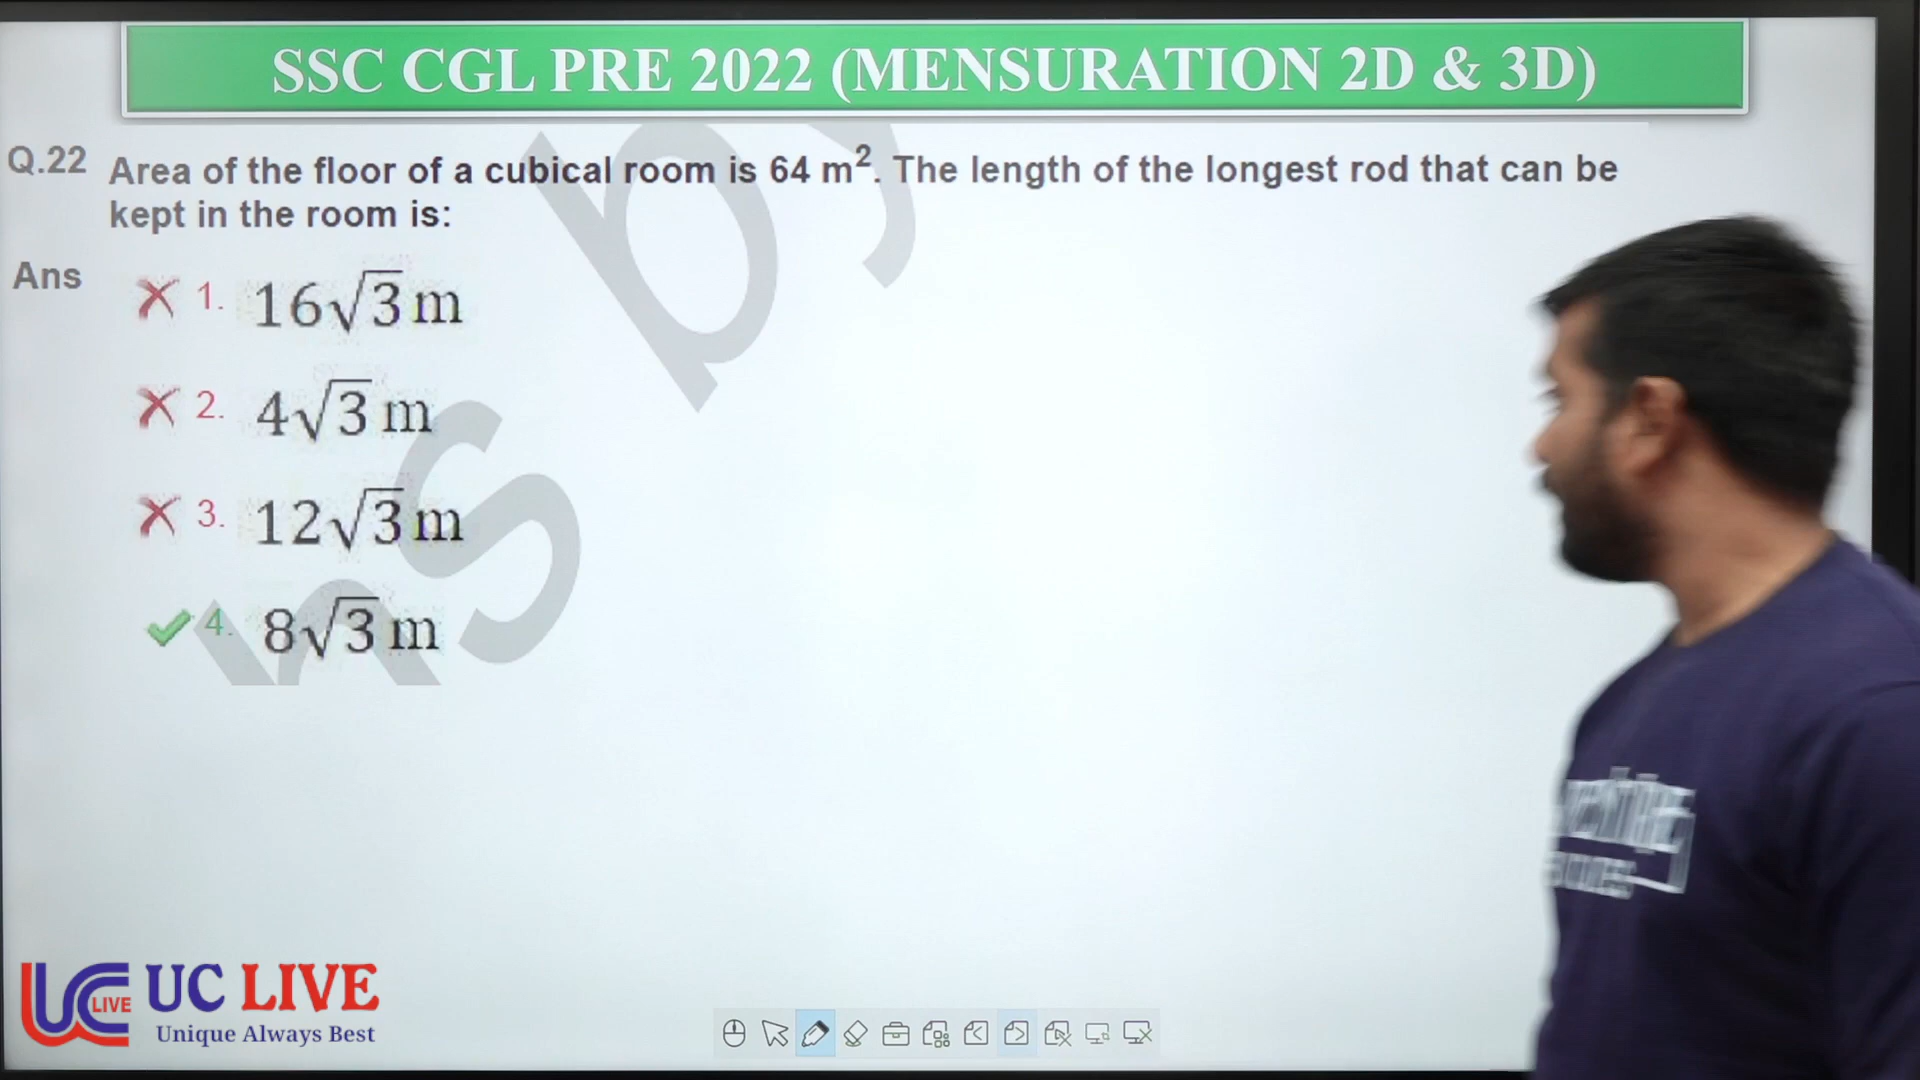 SSC CGL PRE 2022 (MENSURATION 2D & 3D)
Q.22 Area of the floor of a cubical room is 64 m². The length of the longest rod that can be
kept in the room is:
Ans
1. 16√3 m
2. 4√3 m
3. 12√3 m
4. 8√3 m
ns by
LIVE
UC LIVE
Unique Always Best